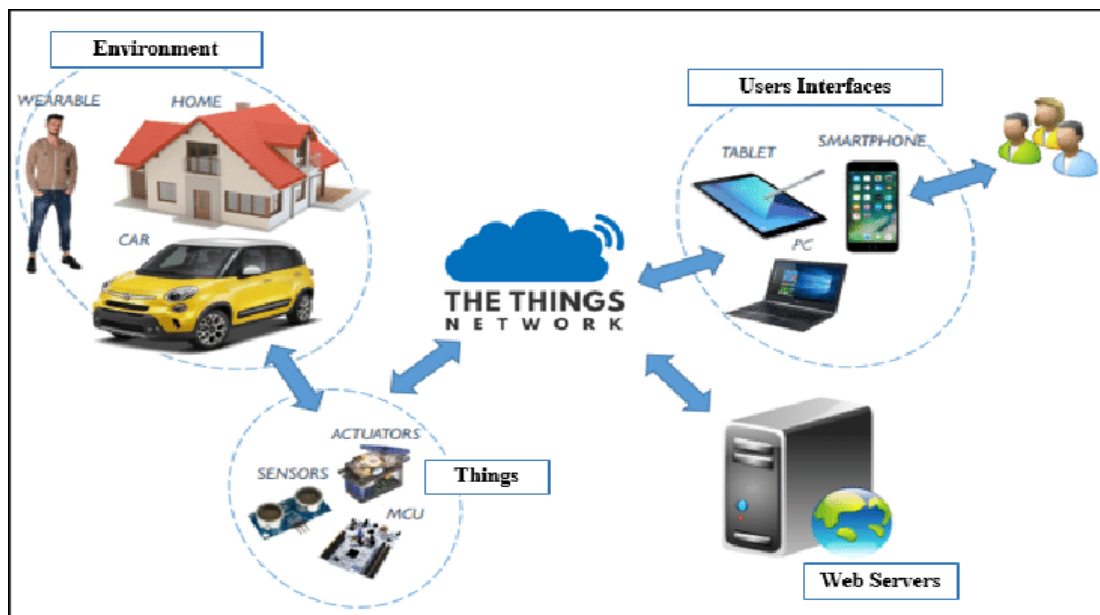 Environment
WEARABLE
HOME
CAR
Users Interfaces
TABLET
SMARTPHONE
PC
THE THINGS
NETWORK
ACTUATORS
SENSORS
MCU
Things
Web Servers